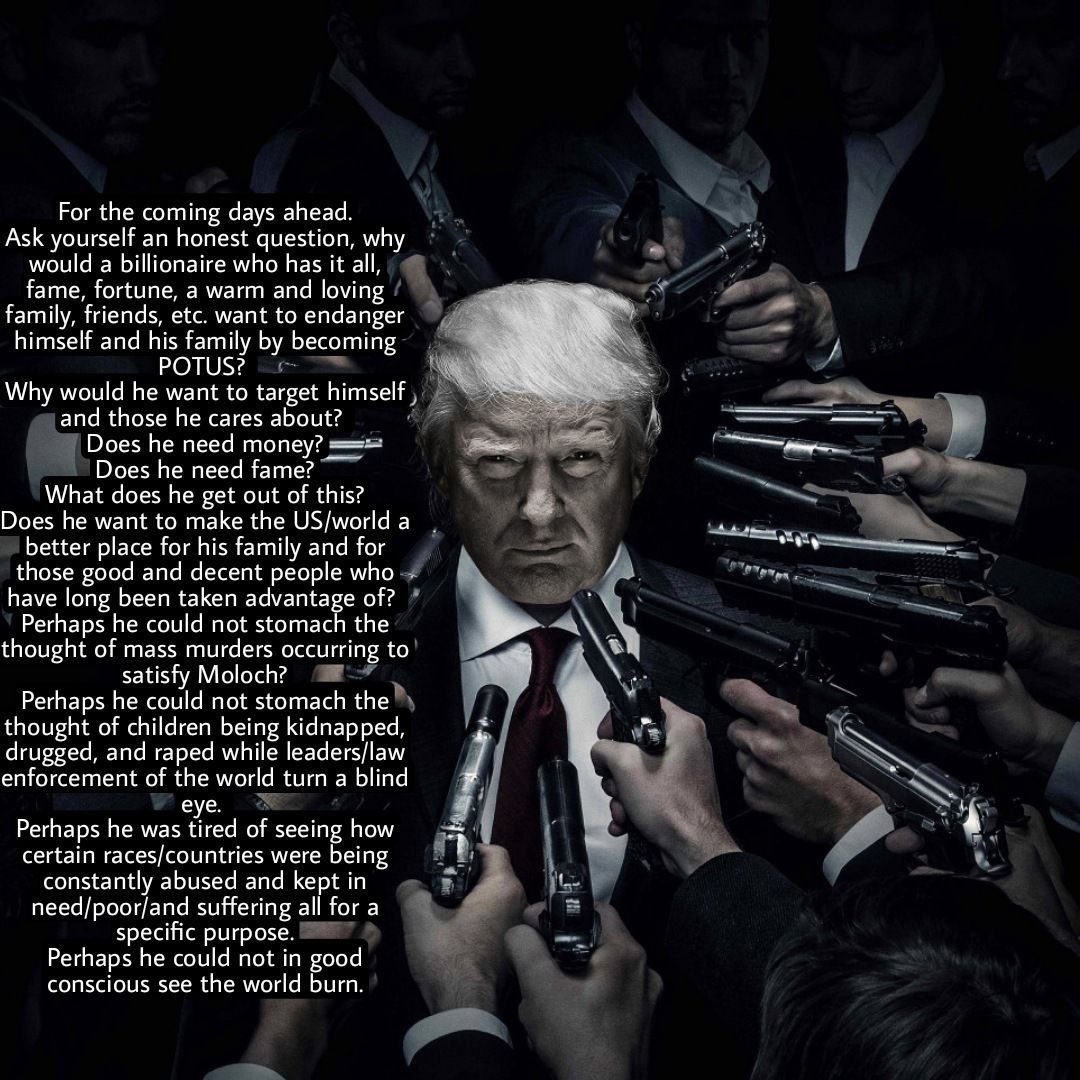 For the coming days ahead.
Ask yourself an honest question, why
would a billionaire who has it all,
fame, fortune, a warm and loving
family, friends, etc. want to endanger
himself and his family by becoming
POTUS?
Why would he want to target himself
and those he cares about?
Does he need money?
Does he need fame?
What does he get out of this?
Does he want to make the US/world a
better place for his family and for
those good and decent people who
have long been taken advantage of?
Perhaps he could not stomach the
thought of mass murders occurring to
satisfy Moloch?
Perhaps he could not stomach the
thought of children being kidnapped,
drugged, and raped while leaders/law
enforcement of the world turn a blind
eye.
Perhaps he was tired of seeing how
certain races/countries were being
constantly abused and kept in
need/poor/and suffering all for a
specific purpose.
Perhaps he could not in good
conscious see the world burn.